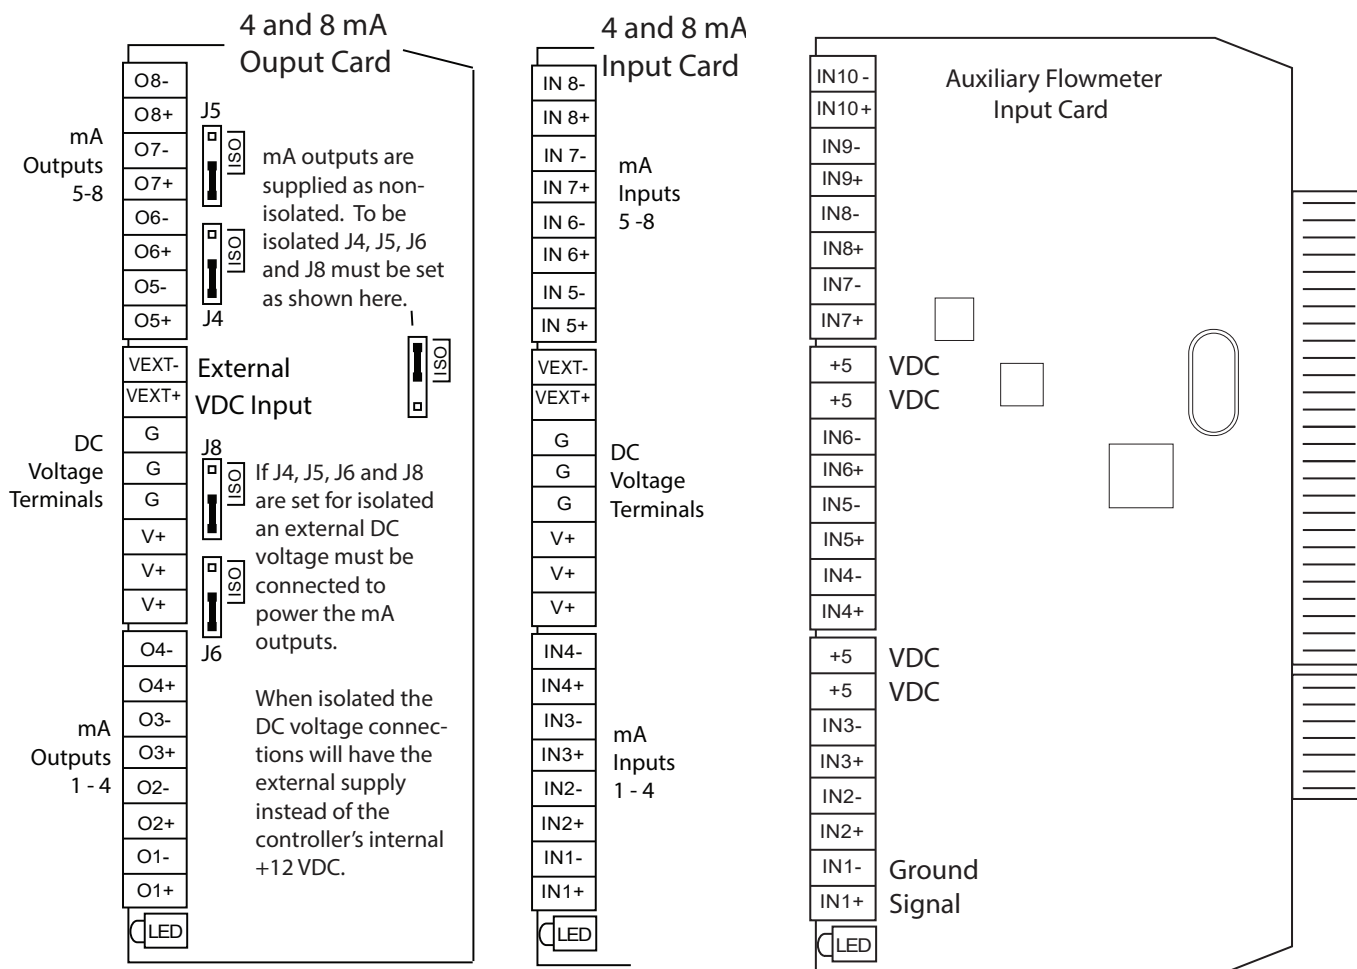 4 and 8 mA
Ouput Card
O8-
O8+
O7-
O7+
O6-
O6+
O5-
O5+
VEXT-
VEXT+
G
G
G
V+
V+
V+
O4-
O4+
O3-
O3+
O2-
O2+
O1-
O1+
LED
mA
Outputs
5-8
DC
Voltage
Terminals
mA
Outputs
1 - 4
J5
ISO
ISO
J4
mA outputs are
supplied as non-
isolated. To be
isolated J4, J5, J6
and J8 must be set
as shown here.
ISO
External
VDC Input
J8
ISO
ISO
J6
If J4, J5, J6 and J8
are set for isolated
an external DC
voltage must be
connected to
power the mA
outputs.
When isolated the
DC voltage connec-
tions will have the
external supply
instead of the
controller's internal
+12 VDC.
4 and 8 mA
Input Card
IN 8-
IN 8+
IN 7-
IN 7+
IN 6-
IN 6+
IN 5-
IN 5+
VEXT-
VEXT+
G
G
G
V+
V+
V+
IN4-
IN4+
IN3-
IN3+
IN2-
IN2+
IN1-
IN1+
LED
mA
Inputs
5 -8
DC
Voltage
Terminals
mA
Inputs
1 - 4
Auxiliary Flowmeter
Input Card
IN10 -
IN10 +
IN9-
IN9+
IN8-
IN8+
IN7-
IN7+
+5 VDC
+5 VDC
IN6-
IN6+
IN5-
IN5+
IN4-
IN4+
+5 VDC
+5 VDC
IN3-
IN3+
IN2-
IN2+
IN1- Ground
IN1+ Signal
LED